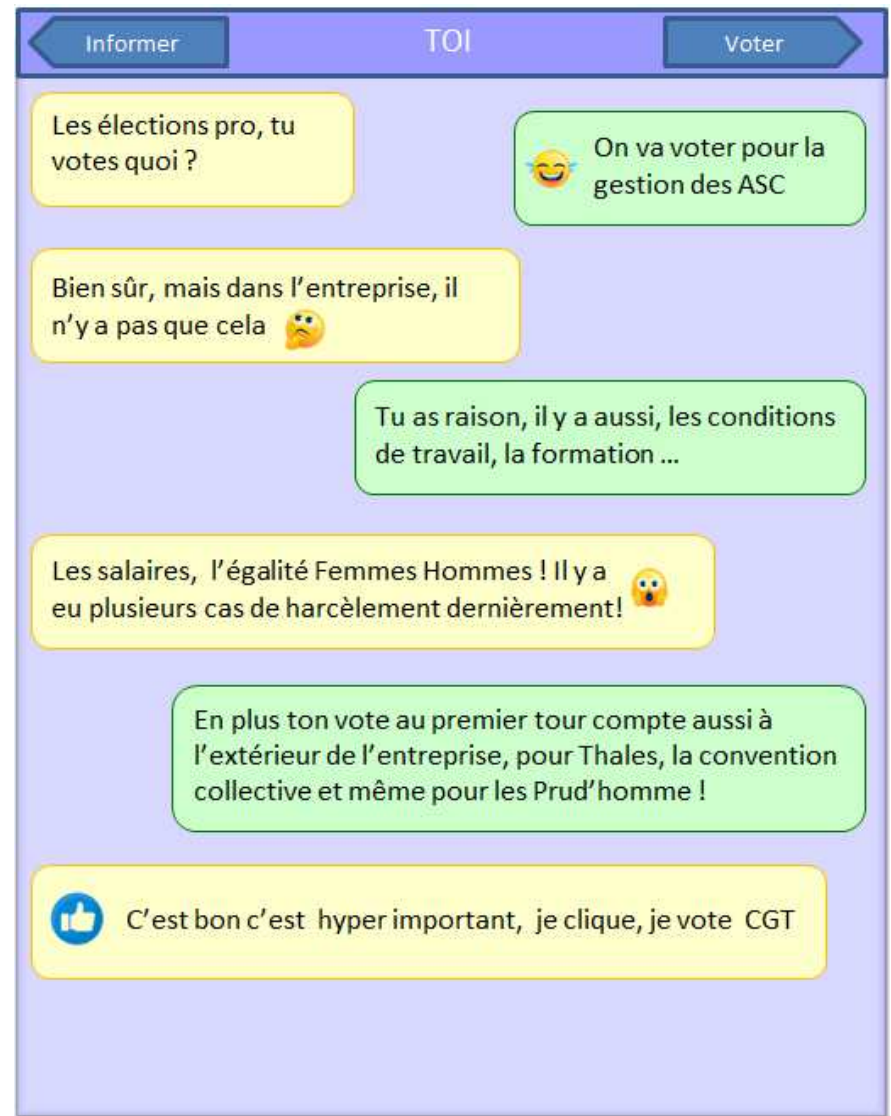 Informer
TOI
Voter
Les élections pro, tu
votes quoi ?
On va voter pour la
gestion des ASC
Bien sûr, mais dans l'entreprise, il
n'y a pas que cela
Tu as raison, il y a aussi, les conditions
de travail, la formation ...
Les salaires, l'égalité Femmes Hommes ! Il y a
eu plusieurs cas de harcèlement dernièrement!
En plus ton vote au premier tour compte aussi à
l'extérieur de l'entreprise, pour Thales, la convention
collective et même pour les Prud'homme !
C'est bon c'est hyper important, je clique, je vote CGT